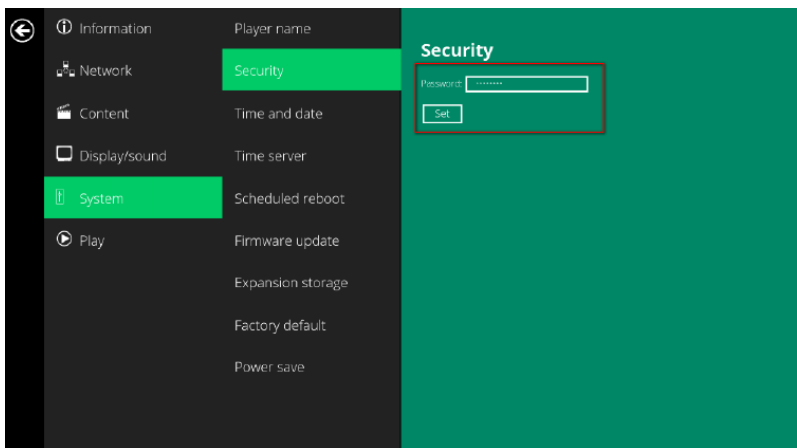 Information
Network
Content
Display/sound
System
Play
Player name
Security
Time and date
Time server
Scheduled reboot
Firmware update
Expansion storage
Factory default
Power save
Security
Password: ········
Set